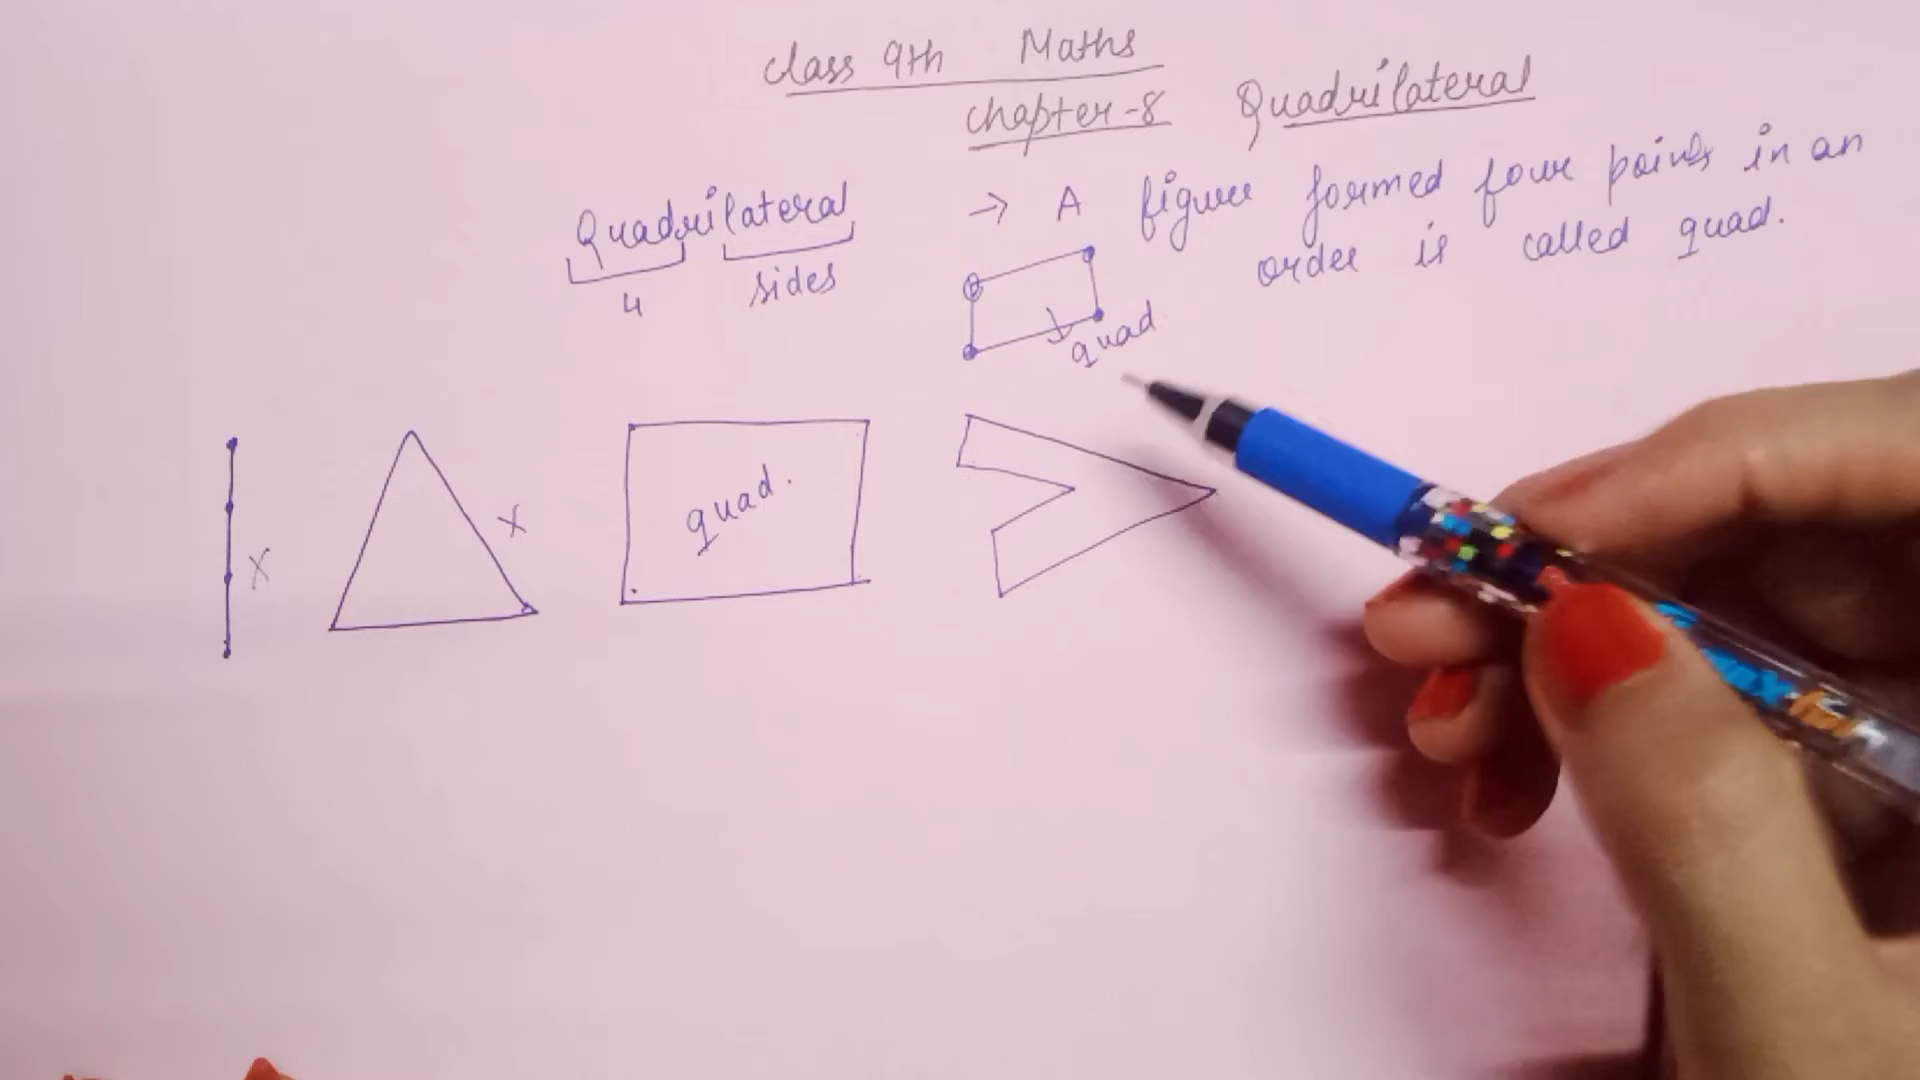 Class 9th Maths
Chapter-8 Quadrilateral
Quadrilateral → A figure formed four points in an
order is called quad.
4 sides
quad
quad.
X
X